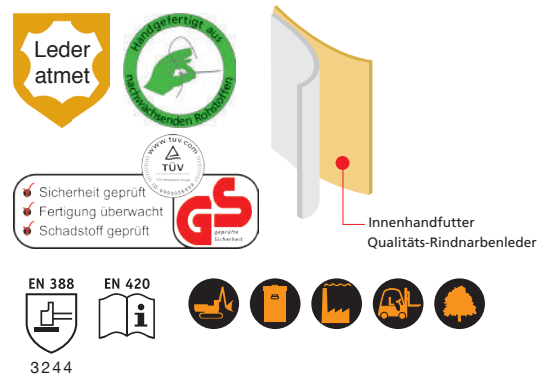 Leder
atmet
Handgefertigt aus
nachwachsenden Rohstoffen
www.tuv.com
TÜV
Sicherheit geprüft
Fertigung überwacht
Schadstoff geprüft
GS
geprüfte
Sicherheit
Innenhandfutter
Qualitäts-Rindnarbenleder
EN 388
EN 420
i
3244